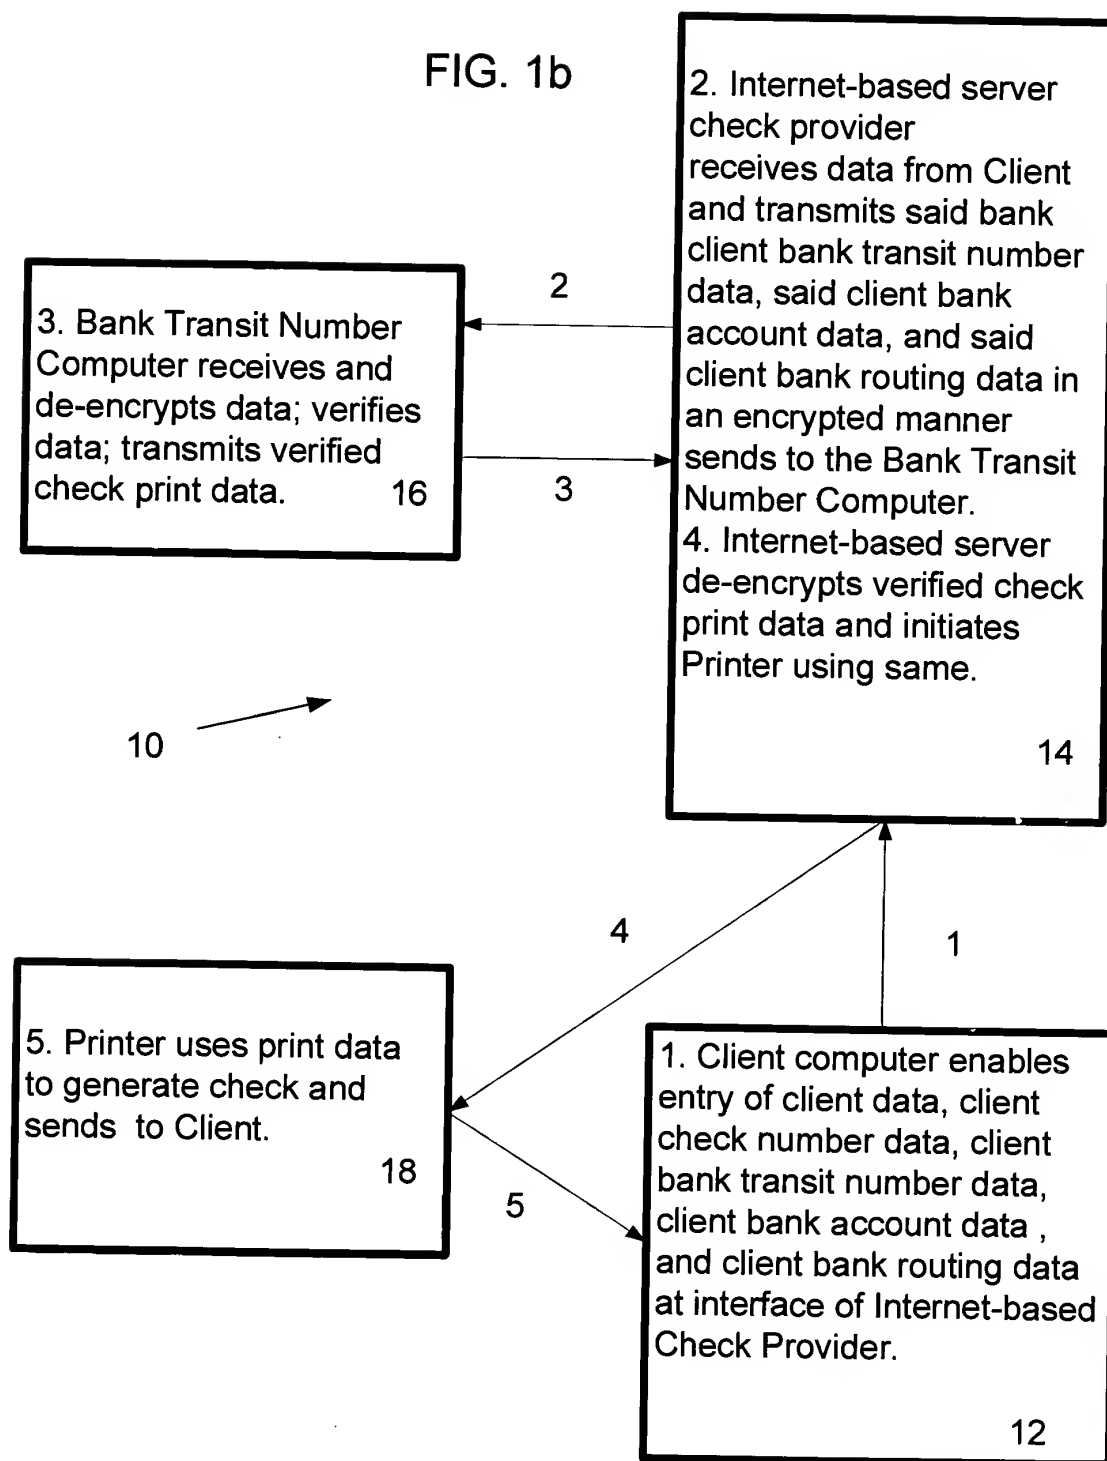 FIG. 1b
2. Internet-based server
check provider
receives data from Client
and transmits said bank
client bank transit number
data, said client bank
account data, and said
client bank routing data in
an encrypted manner
sends to the Bank Transit
Number Computer.
4. Internet-based server
de-encrypts verified check
print data and initiates
Printer using same.
14
2
3. Bank Transit Number
Computer receives and
de-encrypts data; verifies
data; transmits verified
check print data. 16
3
10
4
1
5. Printer uses print data
to generate check and
sends to Client.
18
5
1. Client computer enables
entry of client data, client
check number data, client
bank transit number data,
client bank account data ,
and client bank routing data
at interface of Internet-based
Check Provider.
12